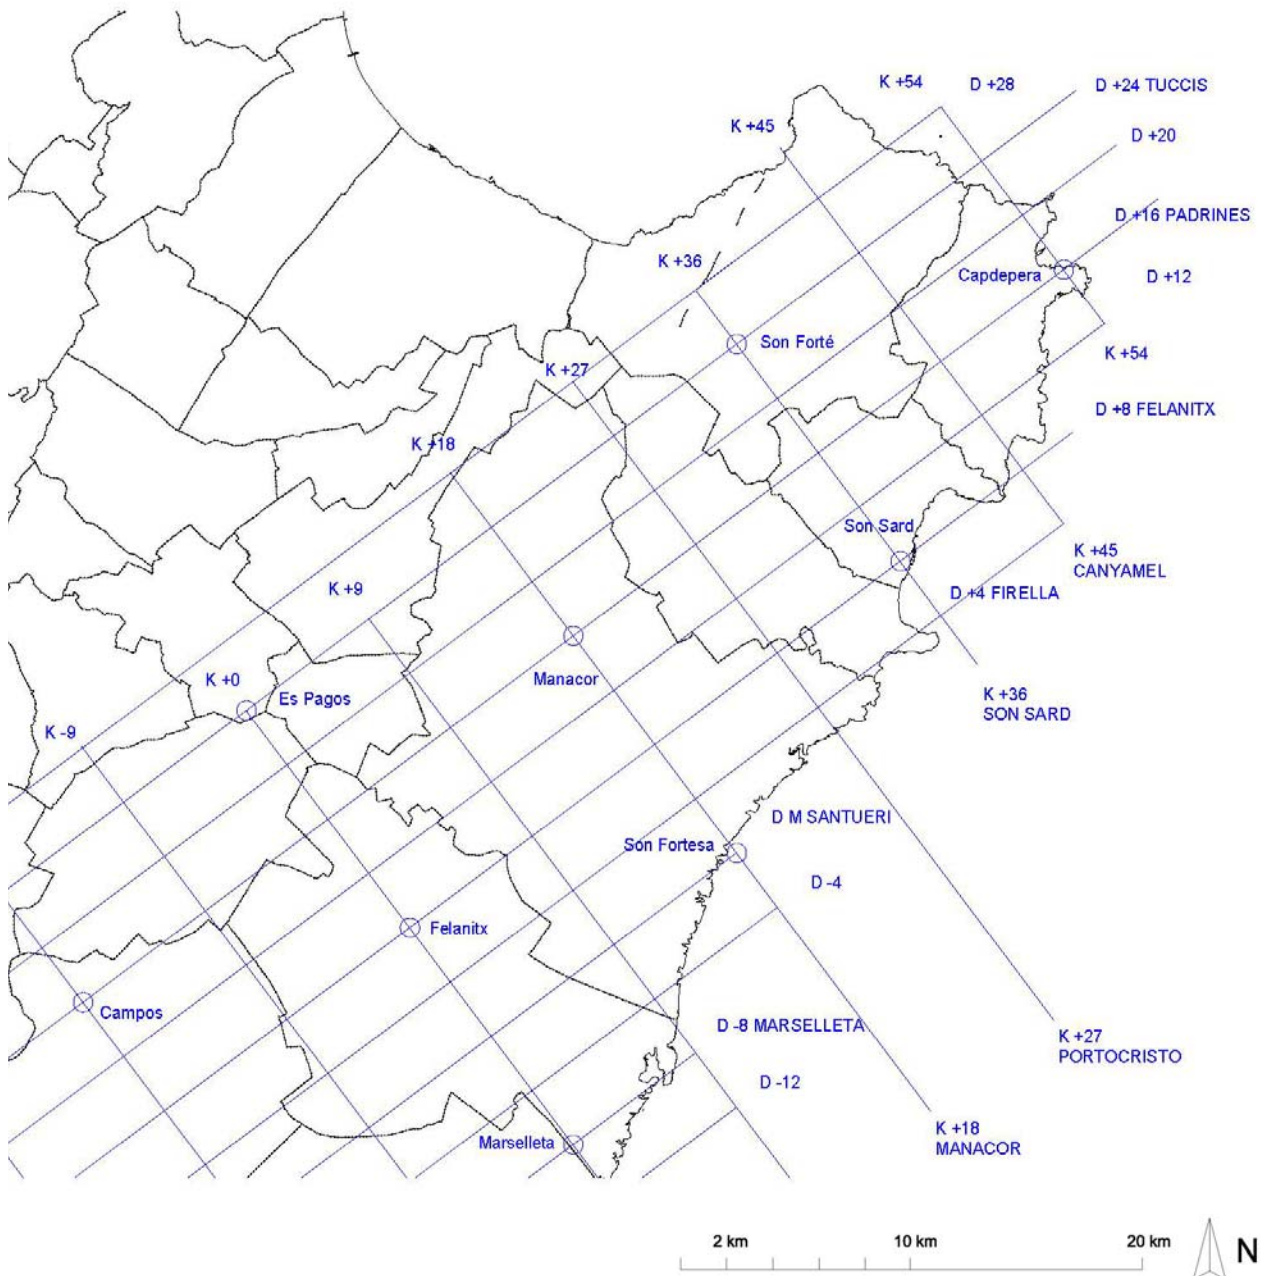 K +54
D +28
D +24 TUCCIS
K +45
D +20
D +16 PADRINES
K +36
Capdepera
D +12
Son Forté
K +54
K +27
D +8 FELANITX
K +18
Son Sard
K +45
CANYAMEL
K +9
D +4 FIRELLA
K +0
Es Pagos
Manacor
K +36
SON SARD
K -9
D M SANTUERI
Son Fortesa
D -4
Felanitx
Campos
D -8 MARSELLETA
K +27
PORTOCRISTO
D -12
K +18
MANACOR
Marselleta
2 km
10 km
20 km
N